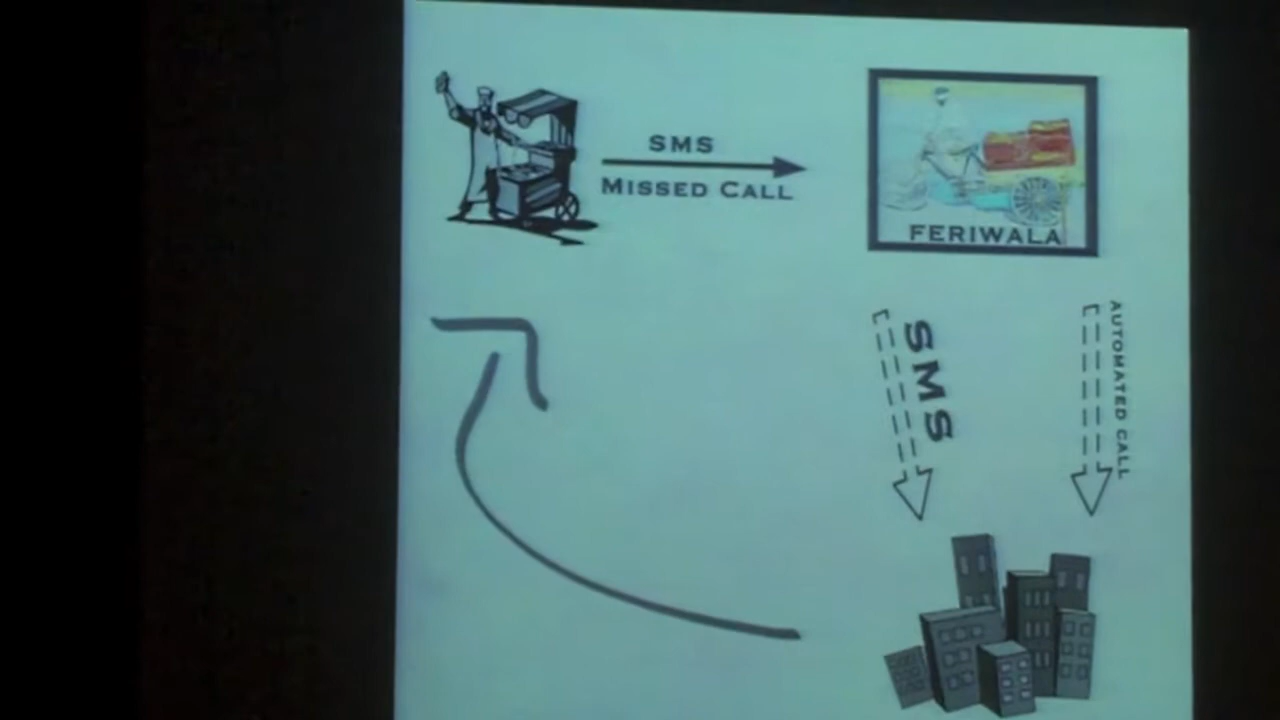 SMS
MISSED CALL
FERIWALA
SMS
AUTOMATED CALL